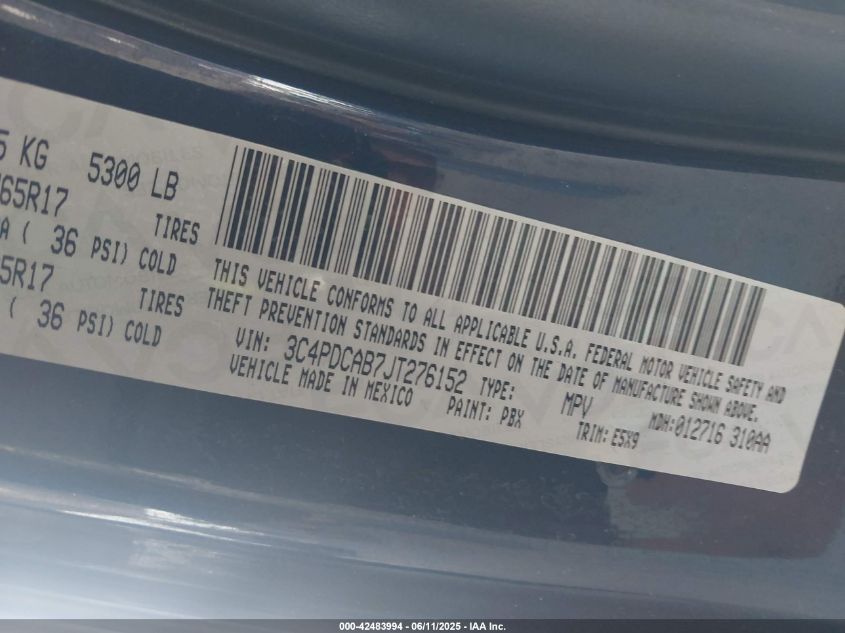 5 KG 5300 LB
65R17 TIRES
A ( 36 PSI) COLD
5R17 TIRES
( 36 PSI) COLD
THIS VEHICLE CONFORMS TO ALL APPLICABLE U.S.A. FEDERAL MOTOR VEHICLE SAFETY AND
THEFT PREVENTION STANDARDS IN EFFECT ON THE DATE OF MANUFACTURE SHOWN ABOVE.
VIN: 3C4PDCAB7JT276152 TYPE: MPV MDH:012716 310AA
VEHICLE MADE IN MEXICO PAINT: PBX TRIM: E5X9
000-42483994 - 06/11/2025 - IAA Inc.